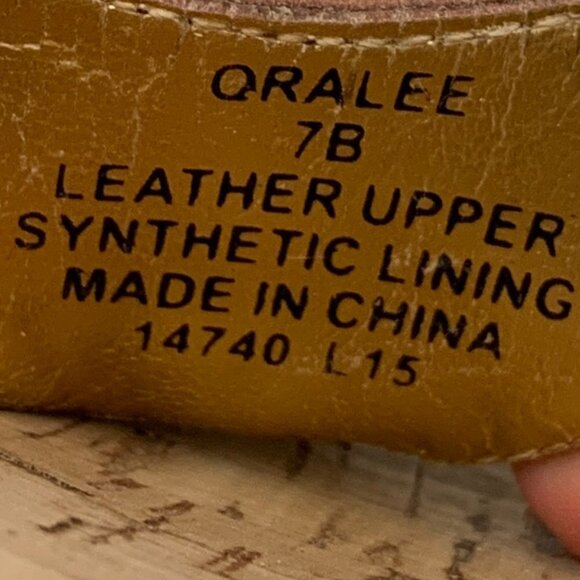 ORALEE
7B
LEATHER UPPER
SYNTHETIC LINING
MADE IN CHINA
14740 L15